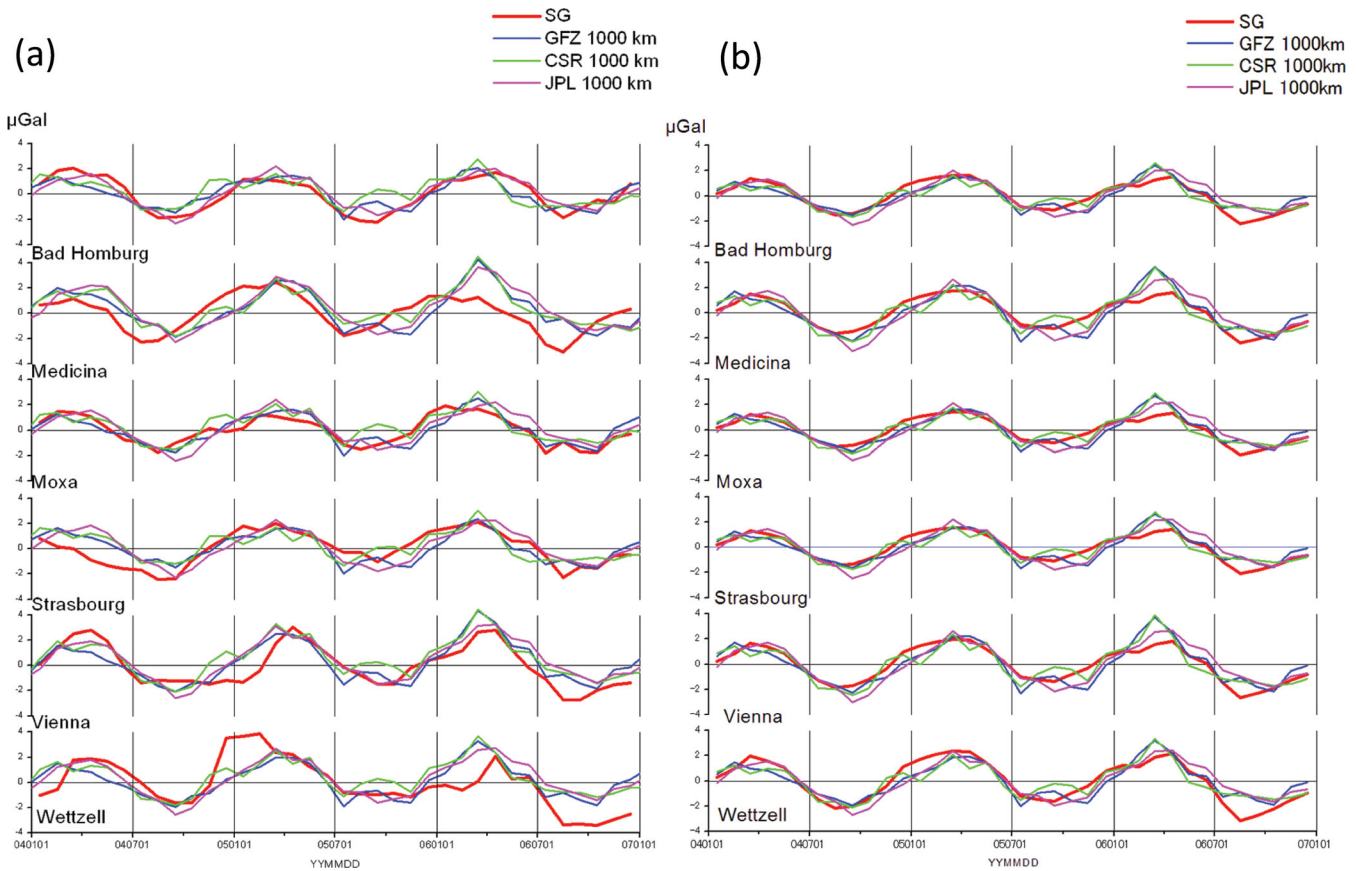 (a)
SG
GFZ 1000 km
CSR 1000 km
JPL 1000 km
µGal
4
2
0
-2
-4
Bad Homburg
4
2
0
-2
-4
Medicina
4
2
0
-2
-4
Moxa
4
2
0
-2
-4
Strasbourg
4
2
0
-2
-4
Vienna
4
2
0
-2
-4
Wettzell
040101 040701 050101 050701 060101 060701 070101
YYMMDD
(b)
SG
GFZ 1000km
CSR 1000km
JPL 1000km
µGal
4
2
0
-2
-4
Bad Homburg
4
2
0
-2
-4
Medicina
4
2
0
-2
-4
Moxa
4
2
0
-2
-4
Strasbourg
4
2
0
-2
-4
Vienna
4
2
0
-2
-4
Wettzell
040101 040701 050101 050701 060101 060701 070101
YYMMDD